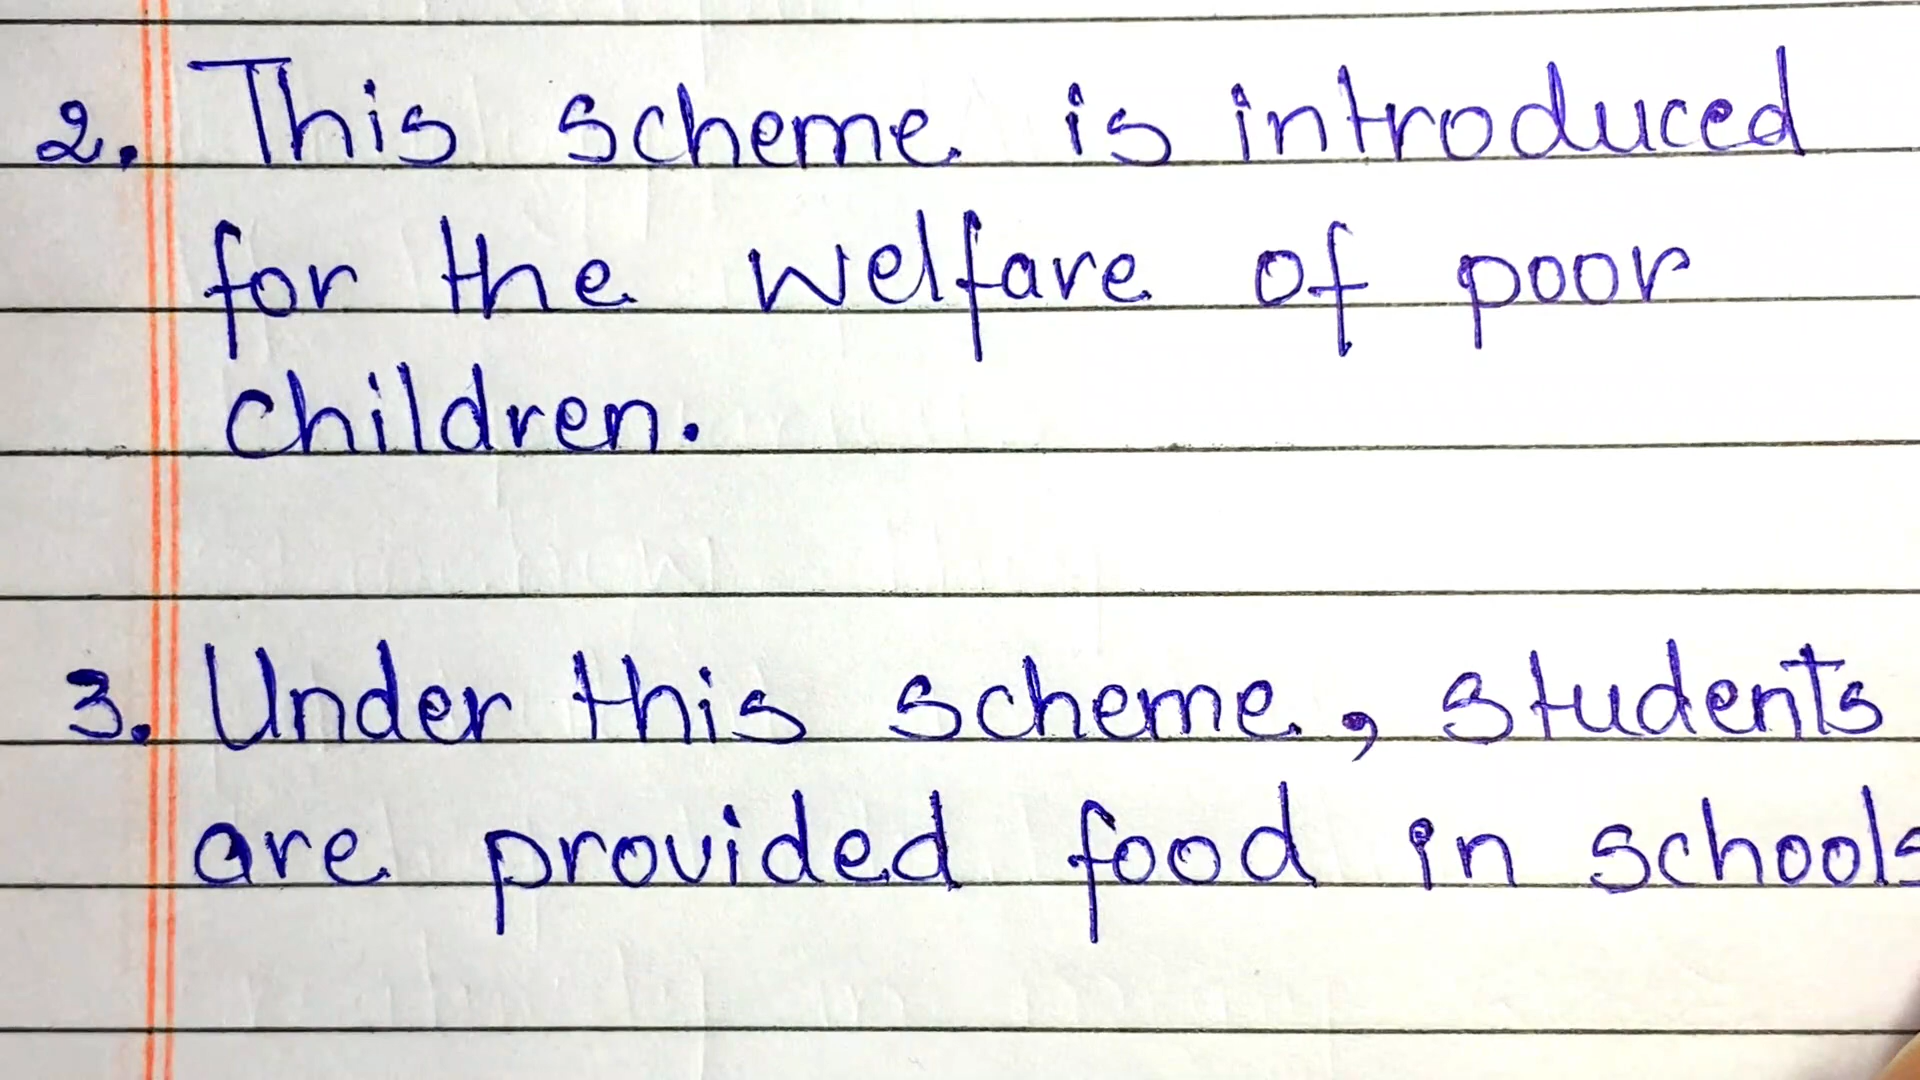 2. This scheme is introduced
for the welfare of poor
children.
3. Under this scheme, students
are provided food in schools